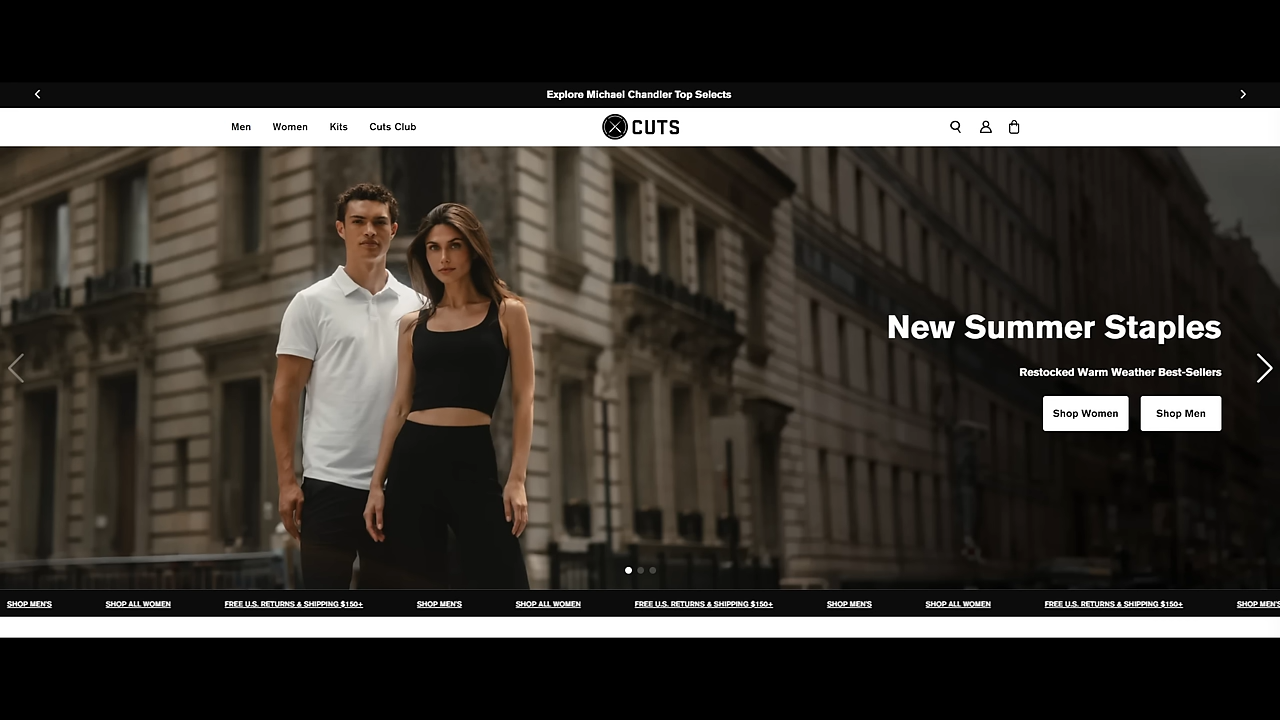 Explore Michael Chandler Top Selects
Men Women Kits Cuts Club
CUTS
New Summer Staples
Restocked Warm Weather Best-Sellers
Shop Women Shop Men
SHOP MEN'S SHOP ALL WOMEN FREE U.S. RETURNS & SHIPPING $150+ SHOP MEN'S SHOP ALL WOMEN FREE U.S. RETURNS & SHIPPING $150+ SHOP MEN'S SHOP ALL WOMEN FREE U.S. RETURNS & SHIPPING $150+ SHOP MEN'S